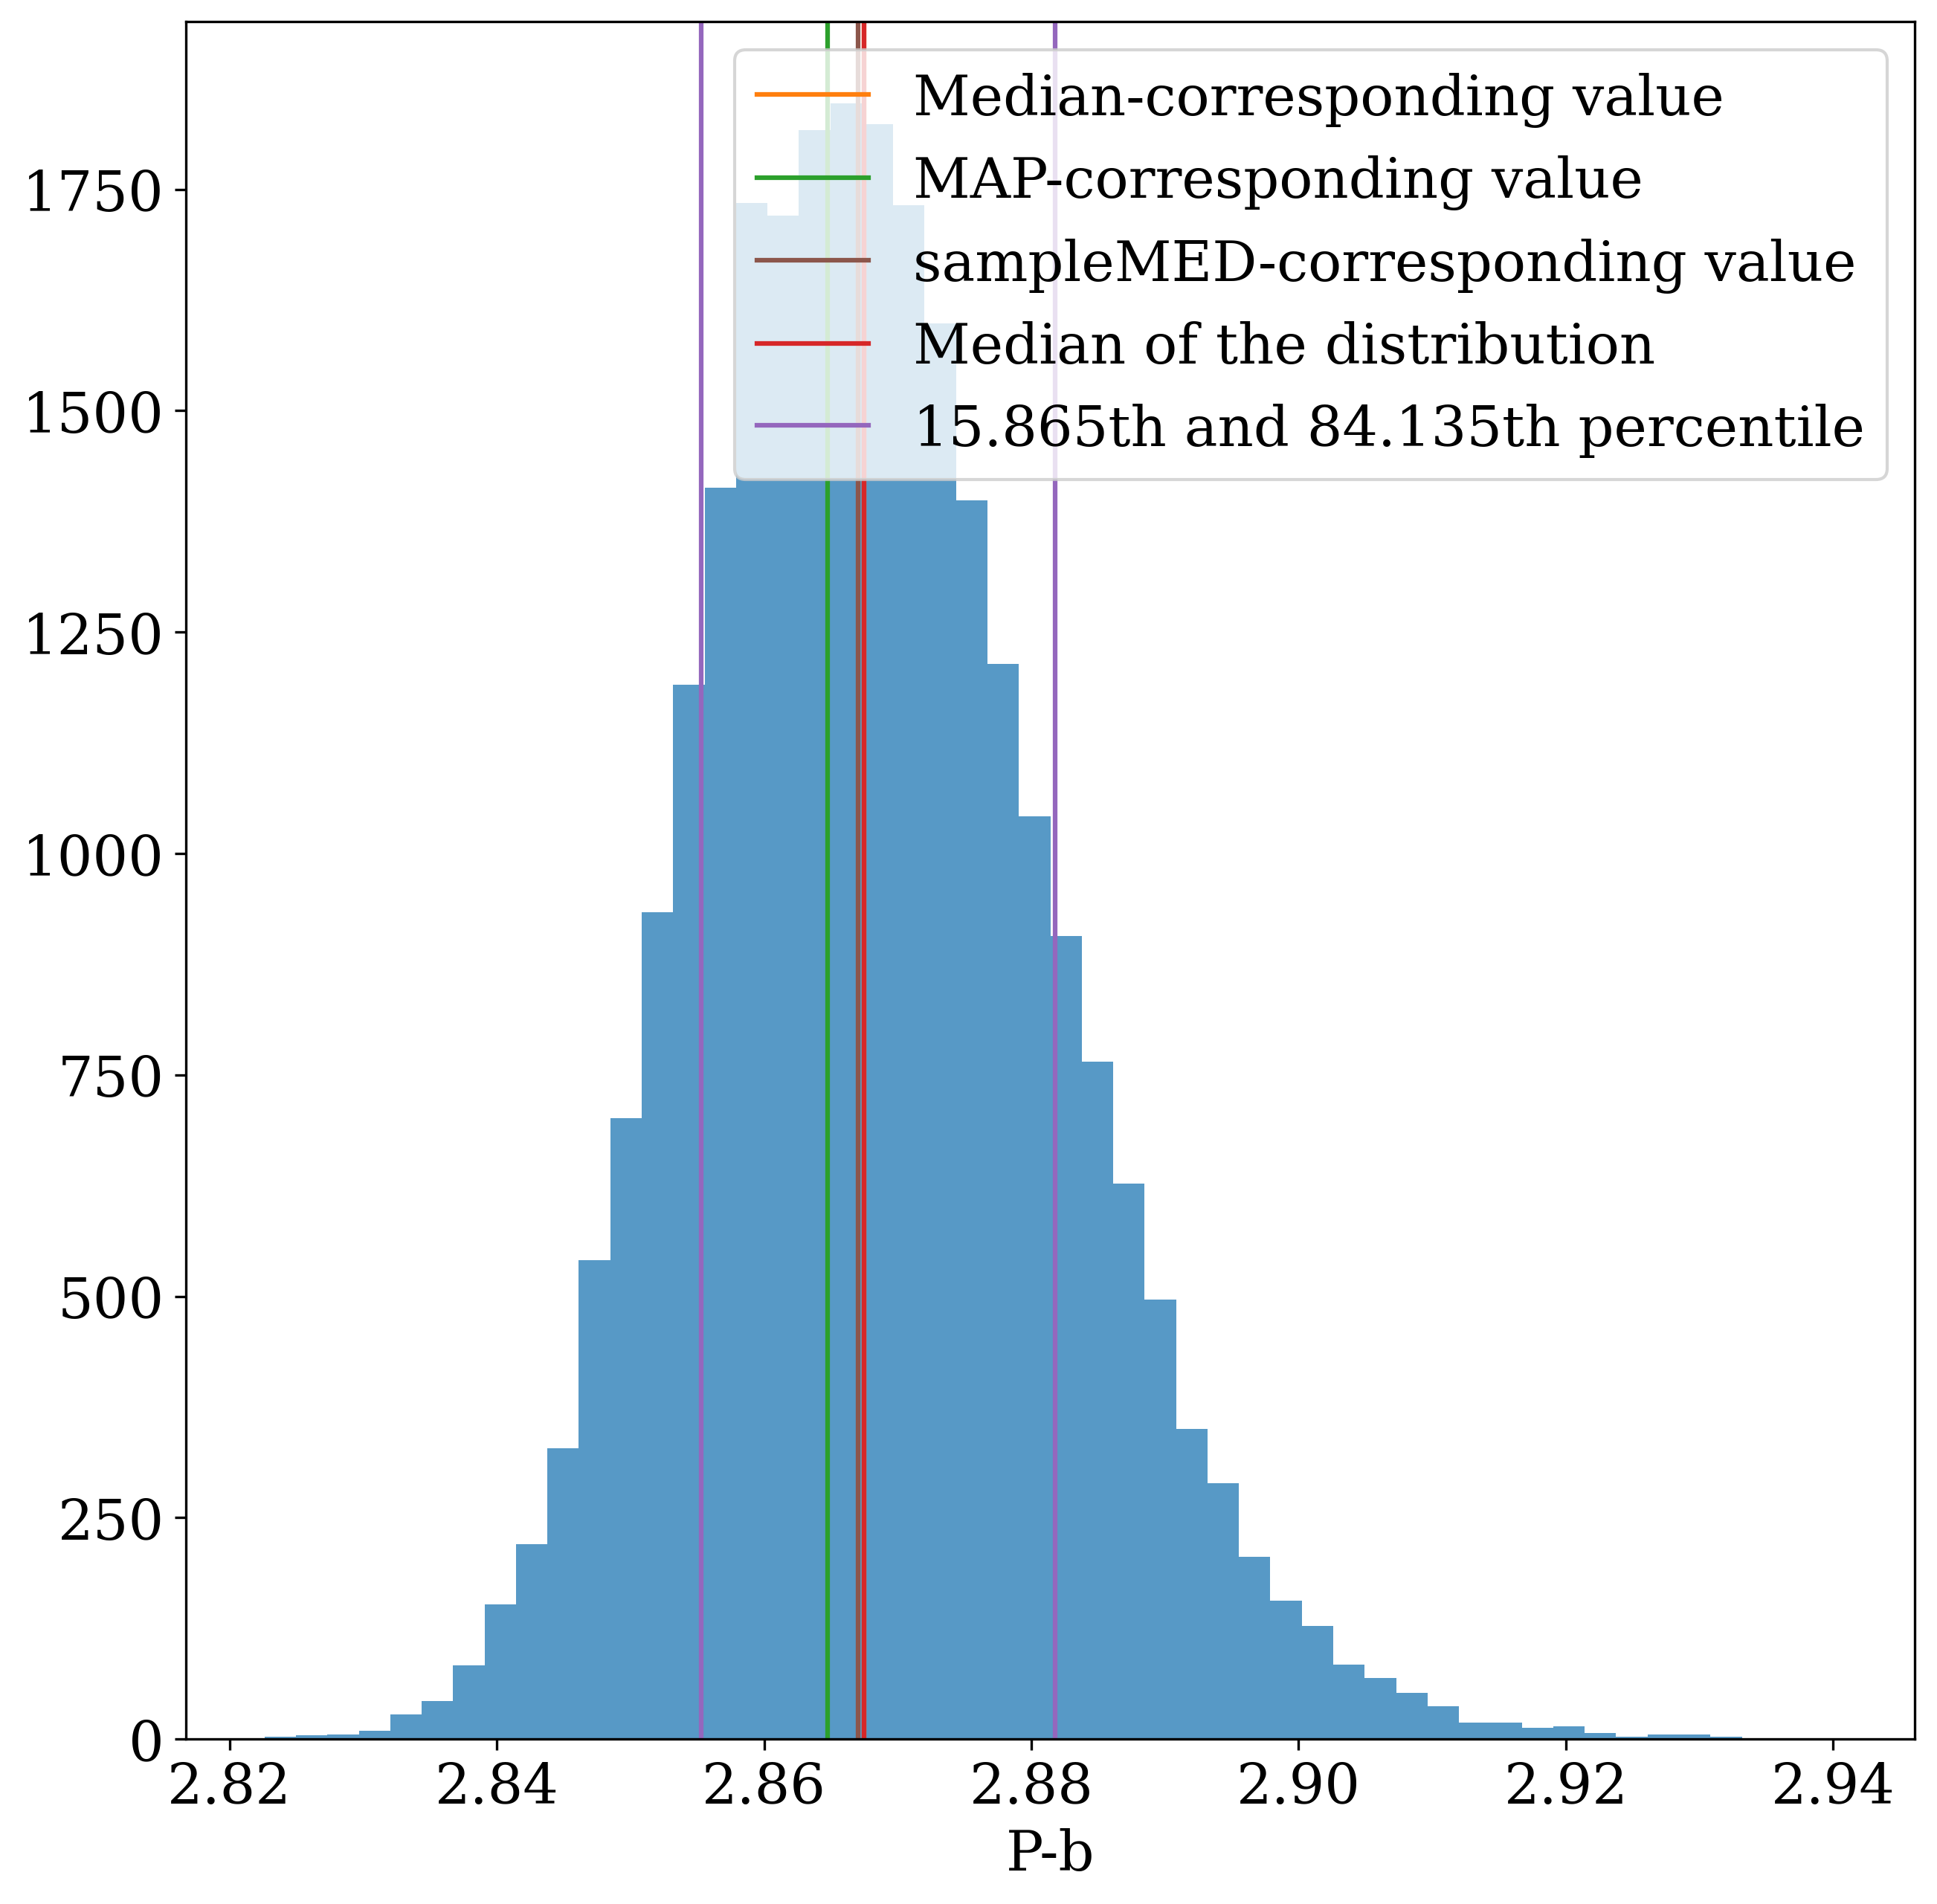 Median-corresponding value
MAP-corresponding value
sampleMED-corresponding value
Median of the distribution
15.865th and 84.135th percentile
1750
1500
1250
1000
750
500
250
0
2.82 2.84 2.86 2.88 2.90 2.92 2.94
P-b